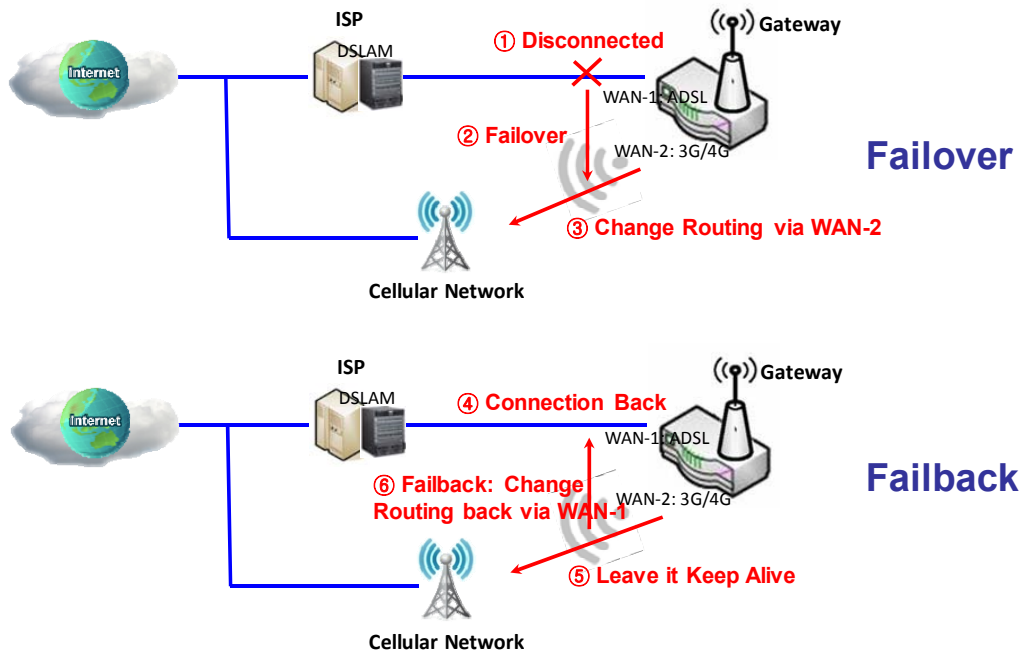 ISP
DSLAM
Internet
① Disconnected
Gateway
WAN-1: ADSL
② Failover
WAN-2: 3G/4G
Failover
③ Change Routing via WAN-2
Cellular Network
ISP
DSLAM
Internet
④ Connection Back
Gateway
WAN-1: ADSL
⑥ Failback: Change
Routing back via WAN-1
WAN-2: 3G/4G
Failback
⑤ Leave it Keep Alive
Cellular Network